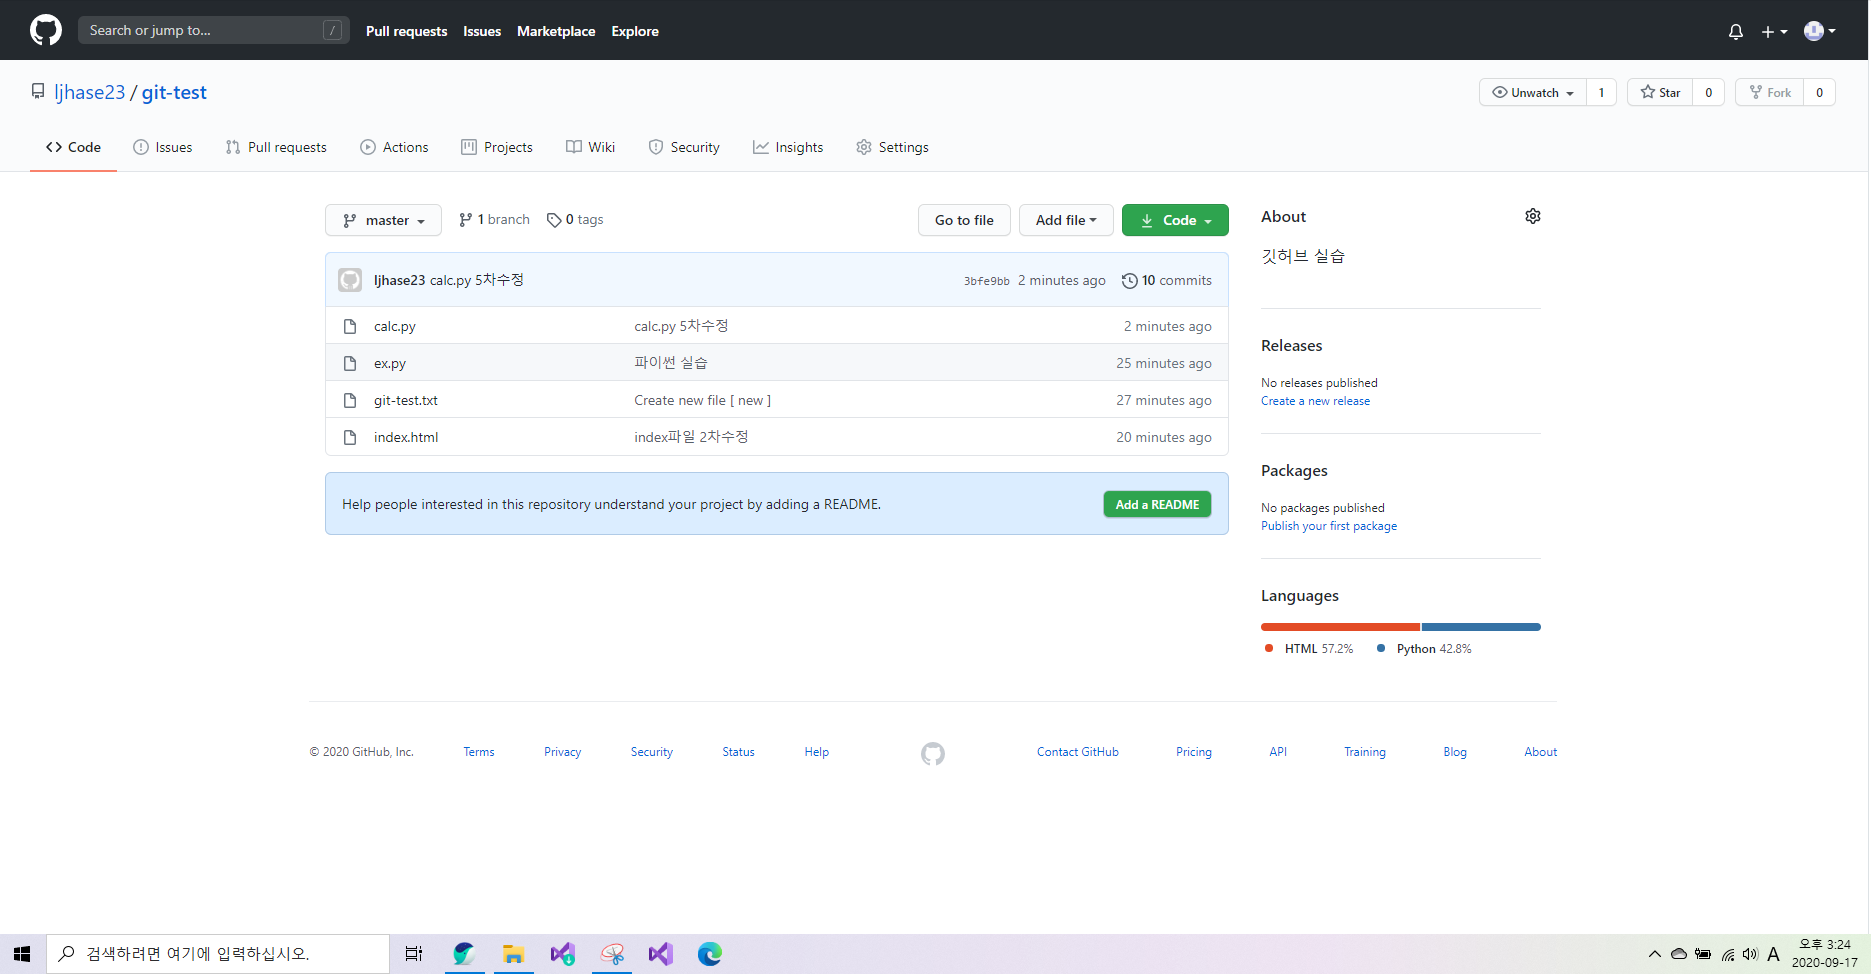 Search or jump to... /
Pull requests Issues Marketplace Explore
ljhase23 / git-test
Unwatch 1 Star 0 Fork 0
Code Issues Pull requests Actions Projects Wiki Security Insights Settings
master 1 branch 0 tags Go to file Add file Code
ljhase23 calc.py 5차수정 3bfe9bb 2 minutes ago 10 commits
calc.py calc.py 5차수정 2 minutes ago
ex.py 파이썬 실습 25 minutes ago
git-test.txt Create new file [ new ] 27 minutes ago
index.html index파일 2차수정 20 minutes ago
Help people interested in this repository understand your project by adding a README. Add a README
About
깃허브 실습
Releases
No releases published
Create a new release
Packages
No packages published
Publish your first package
Languages
HTML 57.2% Python 42.8%
© 2020 GitHub, Inc. Terms Privacy Security Status Help Contact GitHub Pricing API Training Blog About
검색하려면 여기에 입력하십시오.
A
오후 3:24
2020-09-17